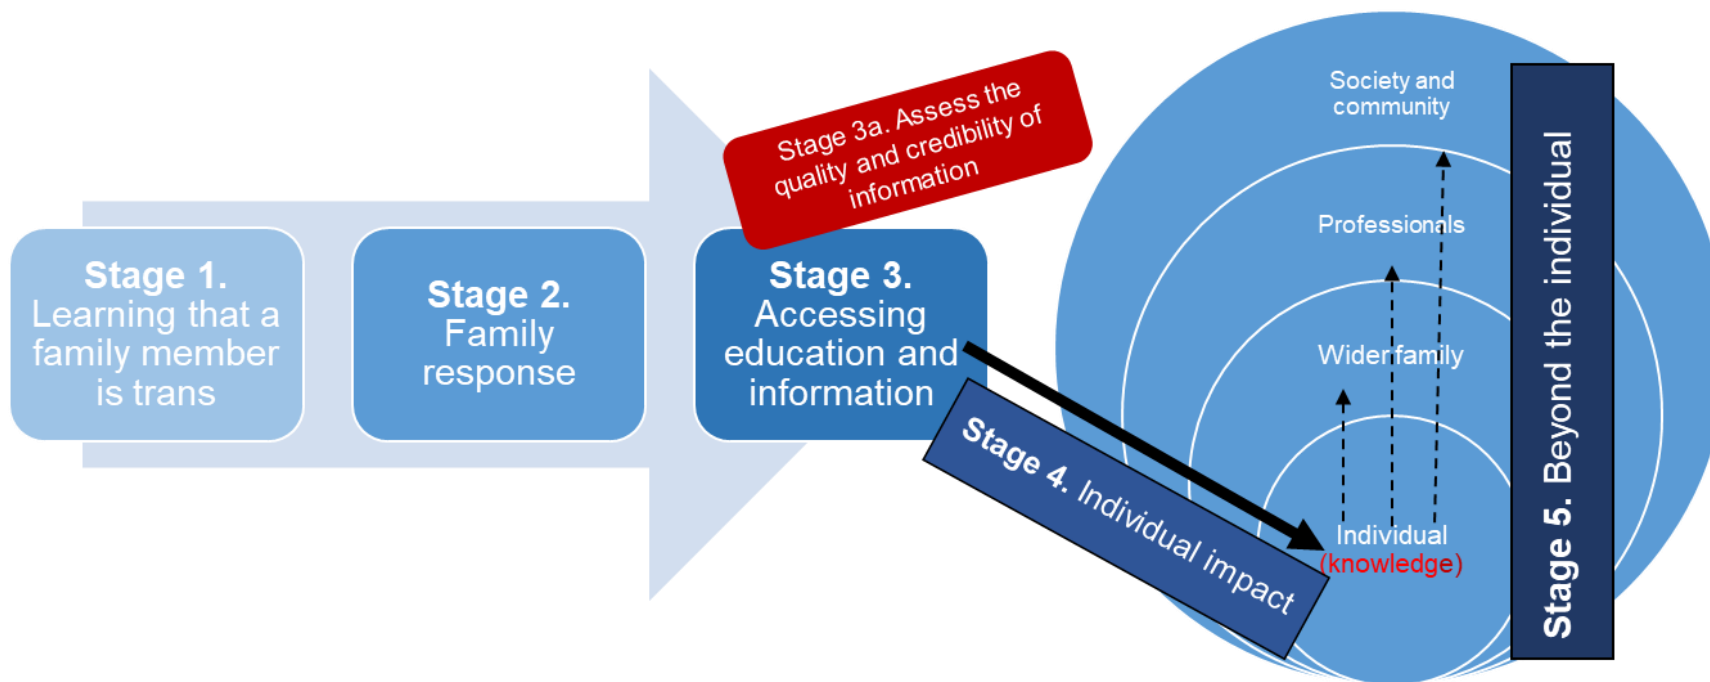 Stage 1.
Learning that a
family member
is trans
Stage 2.
Family
response
Stage 3a. Assess the
quality and credibility of
information
Stage 3.
Accessing
education and
information
Stage 4. Individual impact
Society and
community
Professionals
Wider family
Individual
(knowledge)
Stage 5. Beyond the individual